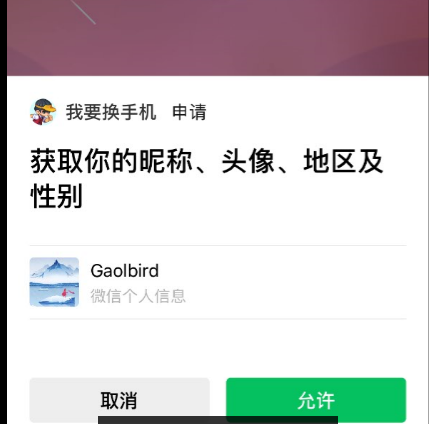 我要换手机 申请
获取你的昵称、头像、地区及
性别
Gaolbird
微信个人信息
取消
允许